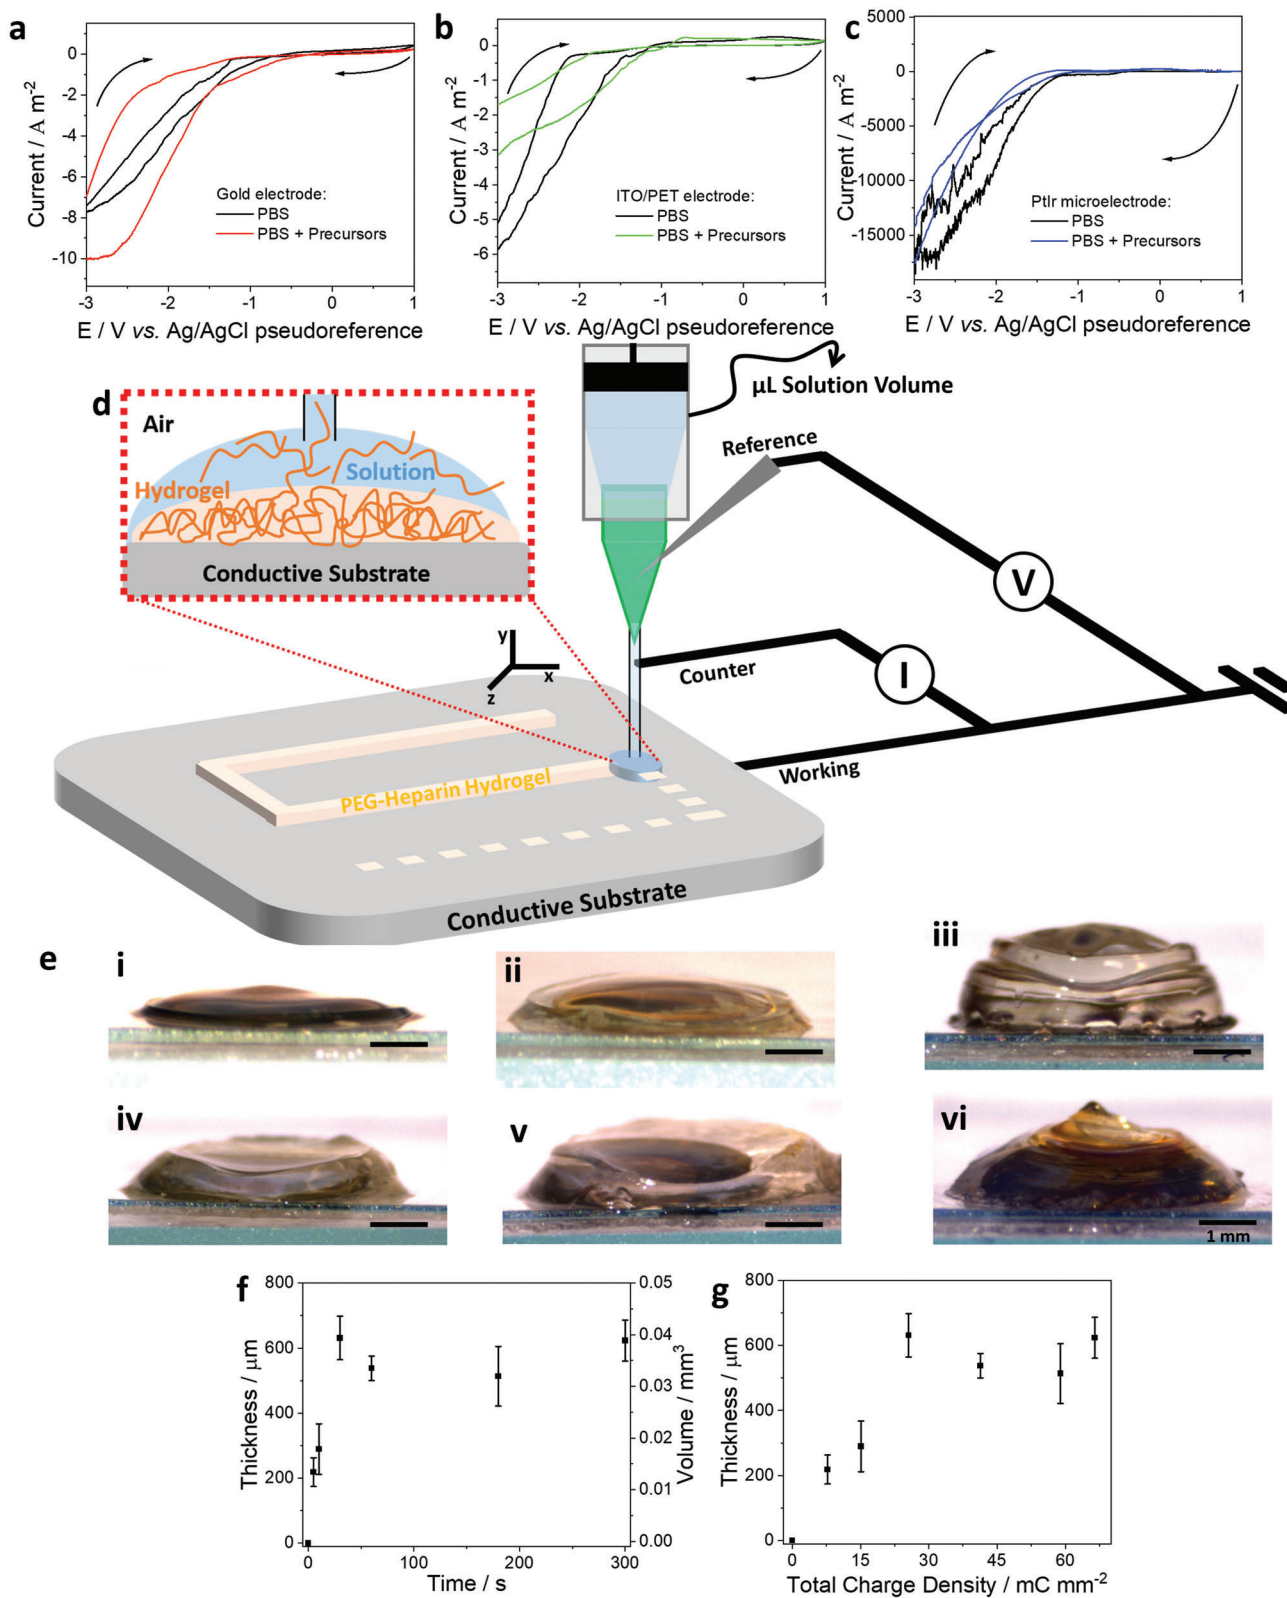 a
Current / A m-2
0
-2
-4
-6
-8
-10
-3
-2
-1
0
1
Gold electrode:
PBS
PBS + Precursors
E / V vs. Ag/AgCl pseudoreference
b
Current / A m-2
0
-1
-2
-3
-4
-5
-6
-3
-2
-1
0
1
ITO/PET electrode:
PBS
PBS + Precursors
E / V vs. Ag/AgCl pseudoreference
c
Current / A m-2
5000
0
-5000
-10000
-15000
-3
-2
-1
0
1
PtIr microelectrode:
PBS
PBS + Precursors
E / V vs. Ag/AgCl pseudoreference
d
Air
Solution
Hydrogel
Conductive Substrate
μL Solution Volume
Reference
V
Counter
I
Working
y
x
z
PEG-Heparin Hydrogel
Conductive Substrate
e
i
ii
iii
iv
v
vi
1 mm
f
Thickness / μm
800
600
400
200
0
0
100
200
300
Time / s
0.05
0.04
0.03
0.02
0.01
0.00
Volume / mm3
g
Thickness / μm
800
600
400
200
0
0
15
30
45
60
Total Charge Density / mC mm-2